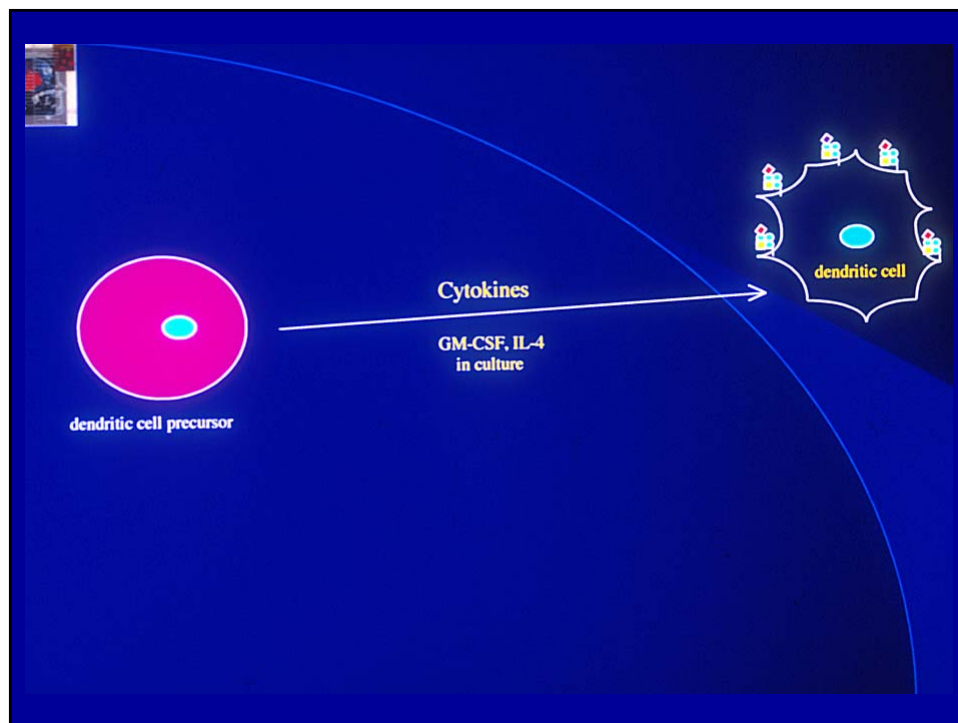 Cytokines
GM-CSF, IL-4
in culture
dendritic cell precursor
dendritic cell